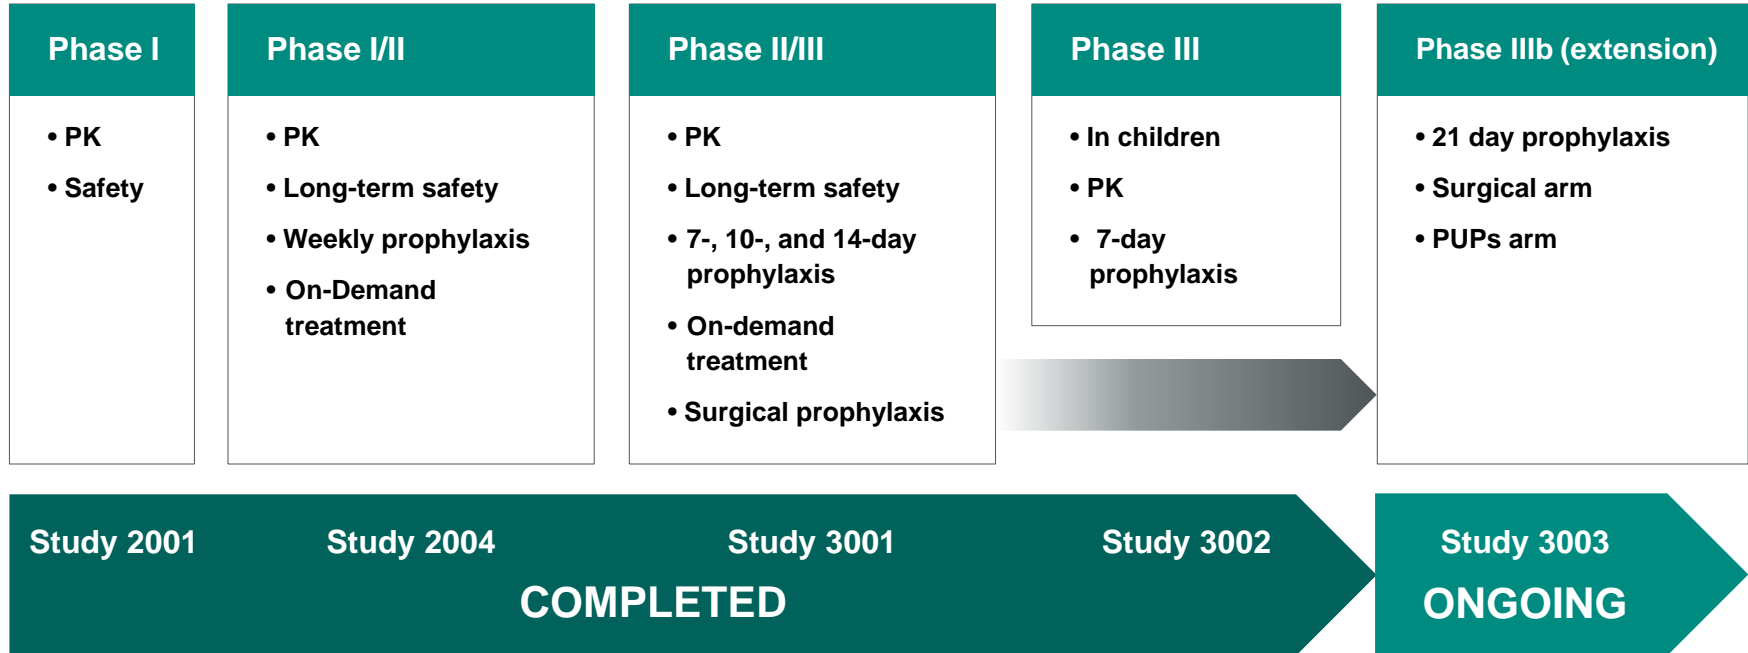 Phase I
• PK
• Safety
Phase I/II
• PK
• Long-term safety
• Weekly prophylaxis
• On-Demand
treatment
Phase II/III
• PK
• Long-term safety
• 7-, 10-, and 14-day
prophylaxis
• On-demand
treatment
• Surgical prophylaxis
Phase III
• In children
• PK
• 7-day
prophylaxis
Phase IIIb (extension)
• 21 day prophylaxis
• Surgical arm
• PUPs arm
Study 2001
Study 2004
Study 3001
Study 3002
COMPLETED
Study 3003
ONGOING